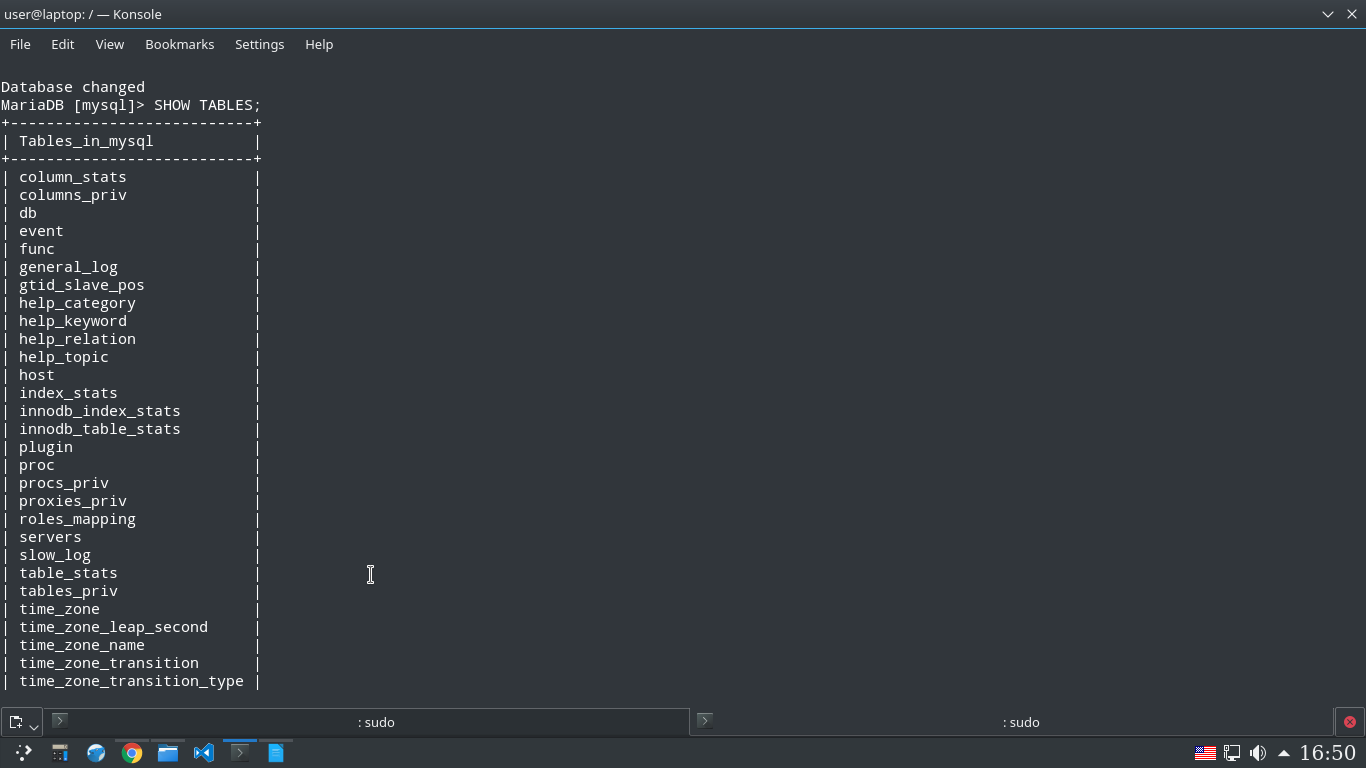 user@laptop: / — Konsole
File Edit View Bookmarks Settings Help
Database changed
MariaDB [mysql]> SHOW TABLES;
+---------------------------+
| Tables_in_mysql           |
+---------------------------+
| column_stats              |
| columns_priv              |
| db                        |
| event                     |
| func                      |
| general_log               |
| gtid_slave_pos            |
| help_category             |
| help_keyword              |
| help_relation             |
| help_topic                |
| host                      |
| index_stats               |
| innodb_index_stats        |
| innodb_table_stats        |
| plugin                    |
| proc                      |
| procs_priv                |
| proxies_priv              |
| roles_mapping             |
| servers                   |
| slow_log                  |
| table_stats               |
| tables_priv               |
| time_zone                 |
| time_zone_leap_second     |
| time_zone_name            |
| time_zone_transition      |
| time_zone_transition_type |
: sudo : sudo
16:50